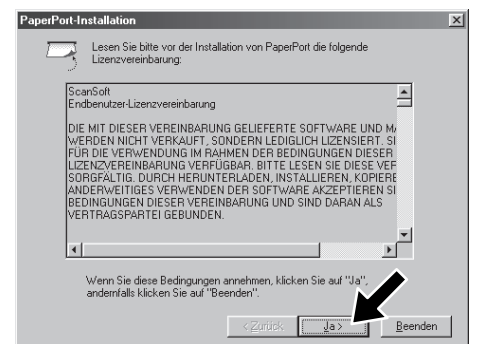 PaperPort-Installation
Lesen Sie bitte vor der Installation von PaperPort die folgende
Lizenzvereinbarung:
ScanSoft
Endbenutzer-Lizenzvereinbarung
DIE MIT DIESER VEREINBARUNG GELIEFERTE SOFTWARE UND
WERDEN NICHT VERKAUFT, SONDERN LEDIGLICH LIZENSIERT. SI
FÜR DIE VERWENDUNG IM RAHMEN DER BEDINGUNGEN DIESER
LIZENZVEREINBARUNG VERFÜGBAR. BITTE LESEN SIE DIESE VER
SORGFÄLTIG. DURCH HERUNTERLADEN, INSTALLIEREN, KOPIERE
ANDERWEITIGES VERWENDEN DER SOFTWARE AKZEPTIEREN SI
BEDINGUNGEN DIESER VEREINBARUNG UND SIND DARAN ALS
VERTRAGSPARTEI GEBUNDEN.
Wenn Sie diese Bedingungen annehmen, klicken Sie auf "Ja",
andernfalls klicken Sie auf "Beenden".
< Zurück Ja > Beenden